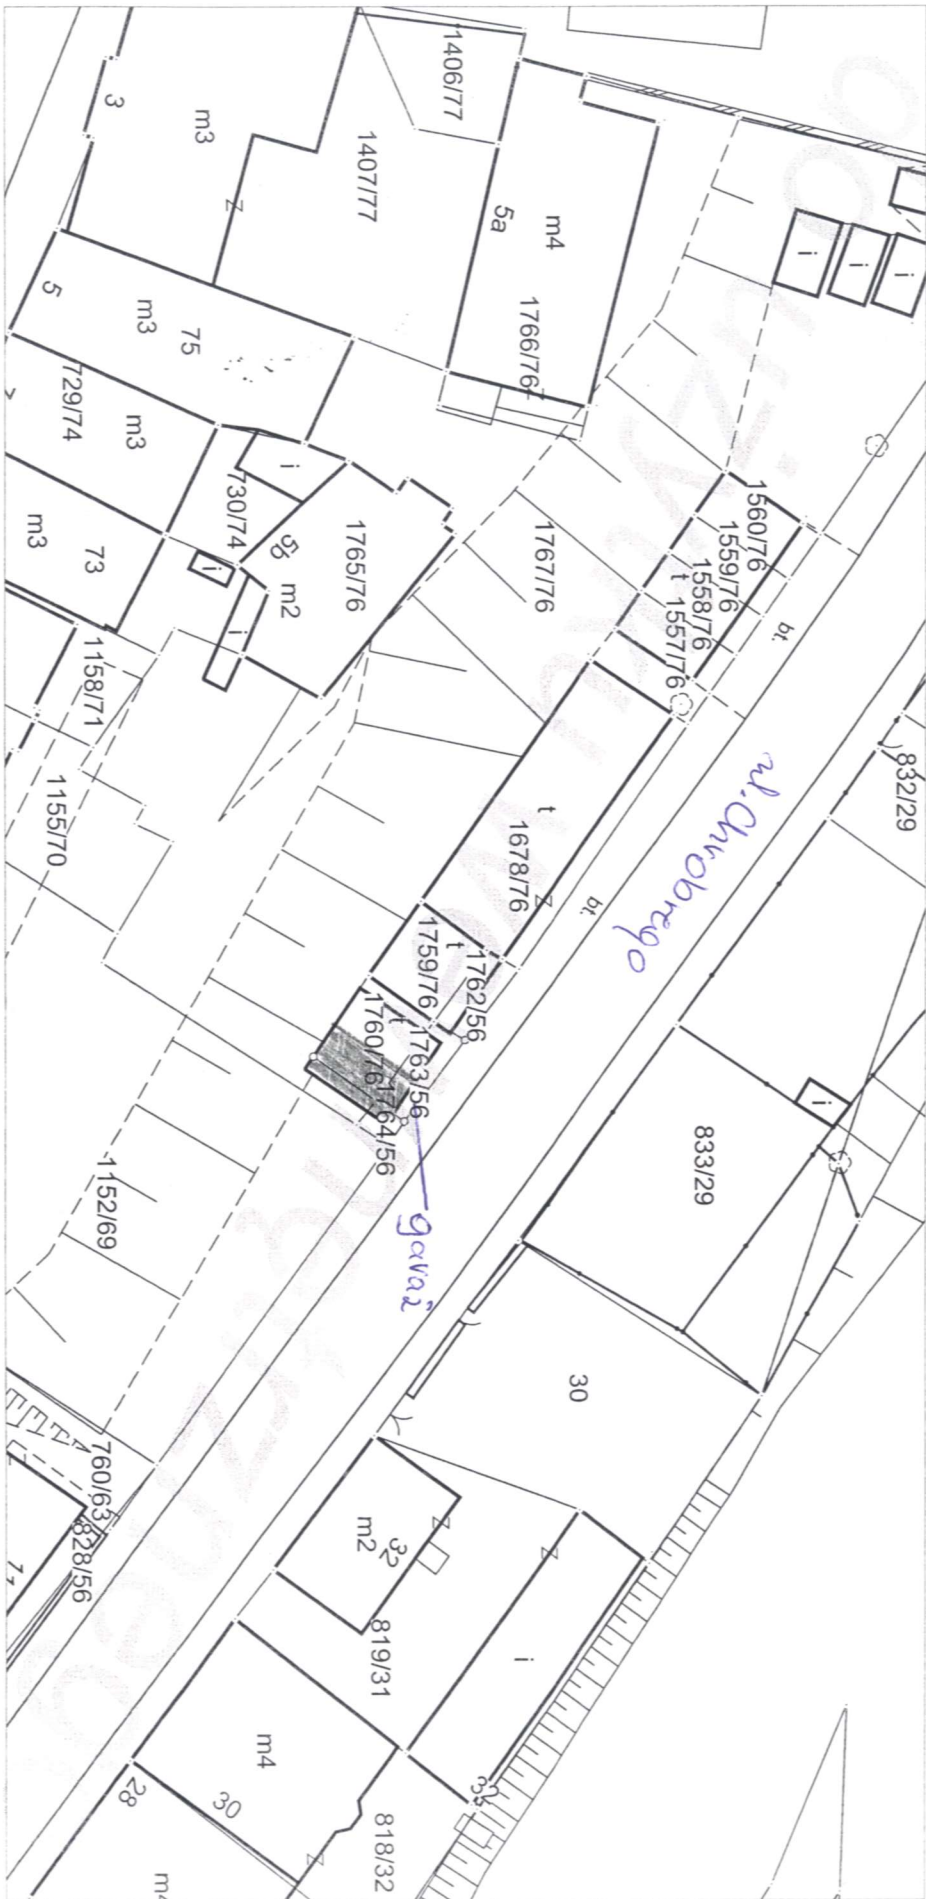 1406/77
3
m3
1407/77
z
5a
m4
1766/76
z
i
i
i
5
m3
75
729/74
m3
m3
73
i
730/74
i
5b
m2
1765/76
i
1767/76
1560/76
1559/76
1558/76
t
1557/76
bt.
1158/71
1155/70
t
1678/76
z
bt.
ul. Chrobrego
832/29
t
1759/76
1762/56
t
1760/76
1763/56
1764/56
garaż
i
833/29
1152/69
30
760/63
828/56
m2
32
z
z
i
819/31
m4
28
30
32
818/32
z